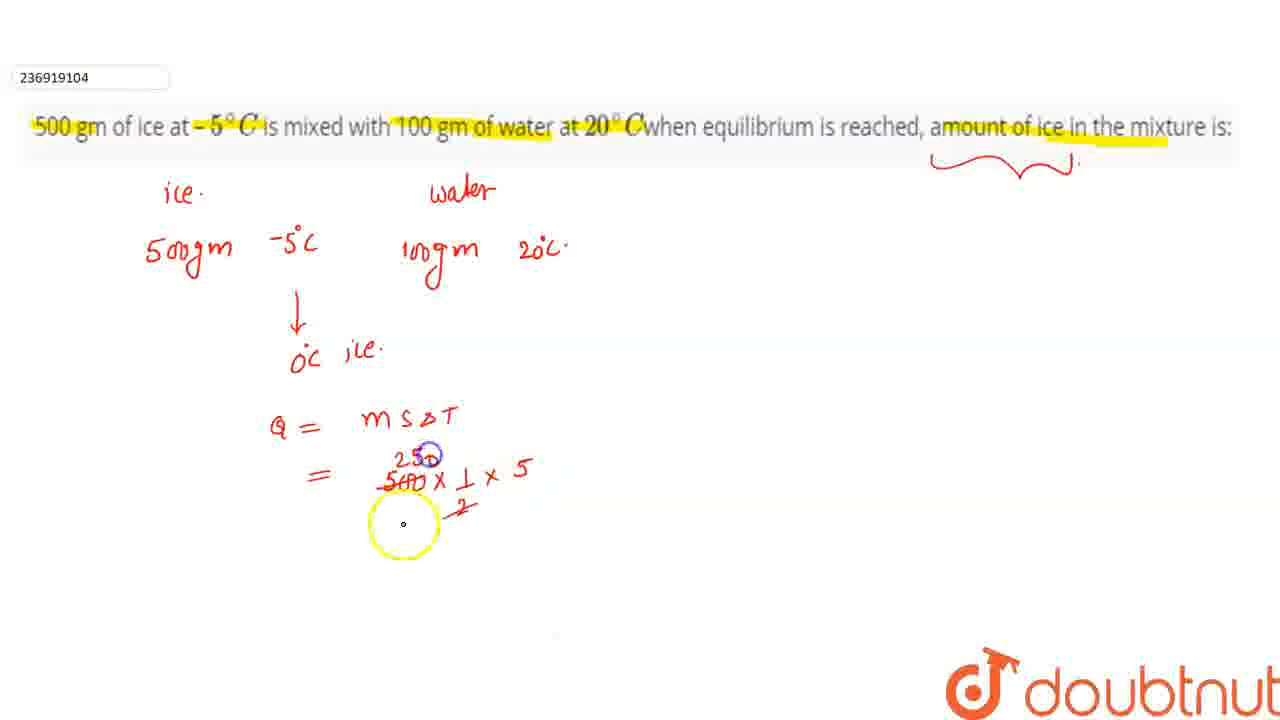 236919104
500 gm of ice at – 5°C is mixed with 100 gm of water at 20°C when equilibrium is reached, amount of ice in the mixture is:
ice. water
500gm -5°C 100gm 20°C.
0°C ice.
Q = m s Δ T
250
= 500 × 1 × 5
2
doubtnut